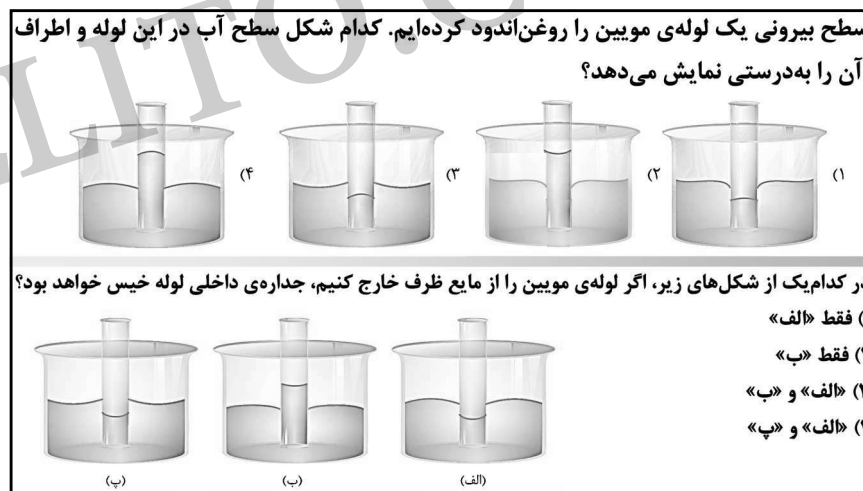 سطح بیرونی یک لوله‌ی مویین را روغن‌اندود کرده‌ایم. کدام شکل سطح آب در این لوله و اطراف
آن را به‌درستی نمایش می‌دهد؟
۱) ۲) ۳) ۴)
در کدام‌یک از شکل‌های زیر، اگر لوله‌ی مویین را از مایع ظرف خارج کنیم، جداره‌ی داخلی لوله خیس خواهد بود؟
) فقط «الف»
) فقط «ب»
) «الف» و «ب»
) «الف» و «پ»
(الف) (ب) (پ)